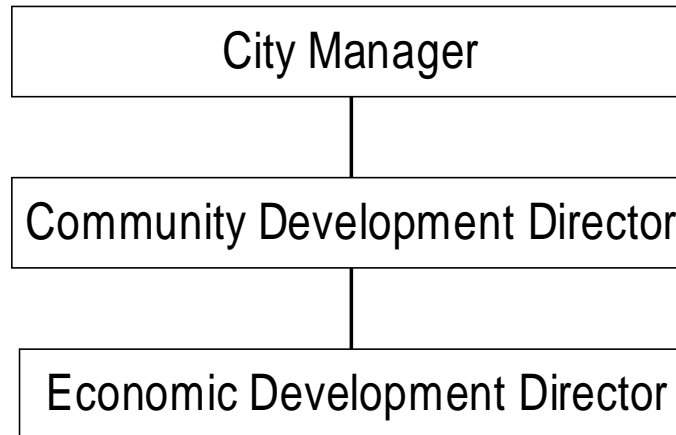 City Manager
Community Development Director
Economic Development Director